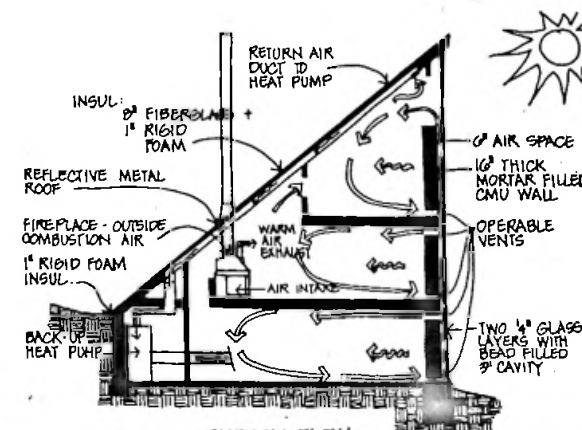 RETURN AIR
DUCT TO
HEAT PUMP
INSUL:
8" FIBERGLASS +
1" RIGID
FOAM
REFLECTIVE METAL
ROOF
FIREPLACE - OUTSIDE
COMBUSTION AIR
1" RIGID FOAM
INSUL.
BACK-UP
HEAT PUMP
WARM
AIR
EXHAUST
AIR INTAKE
6" AIR SPACE
16" THICK
MORTAR FILLED
CMU WALL
OPERABLE
VENTS
TWO 1/4" GLASS
LAYERS WITH
BEAD FILLED
3" CAVITY